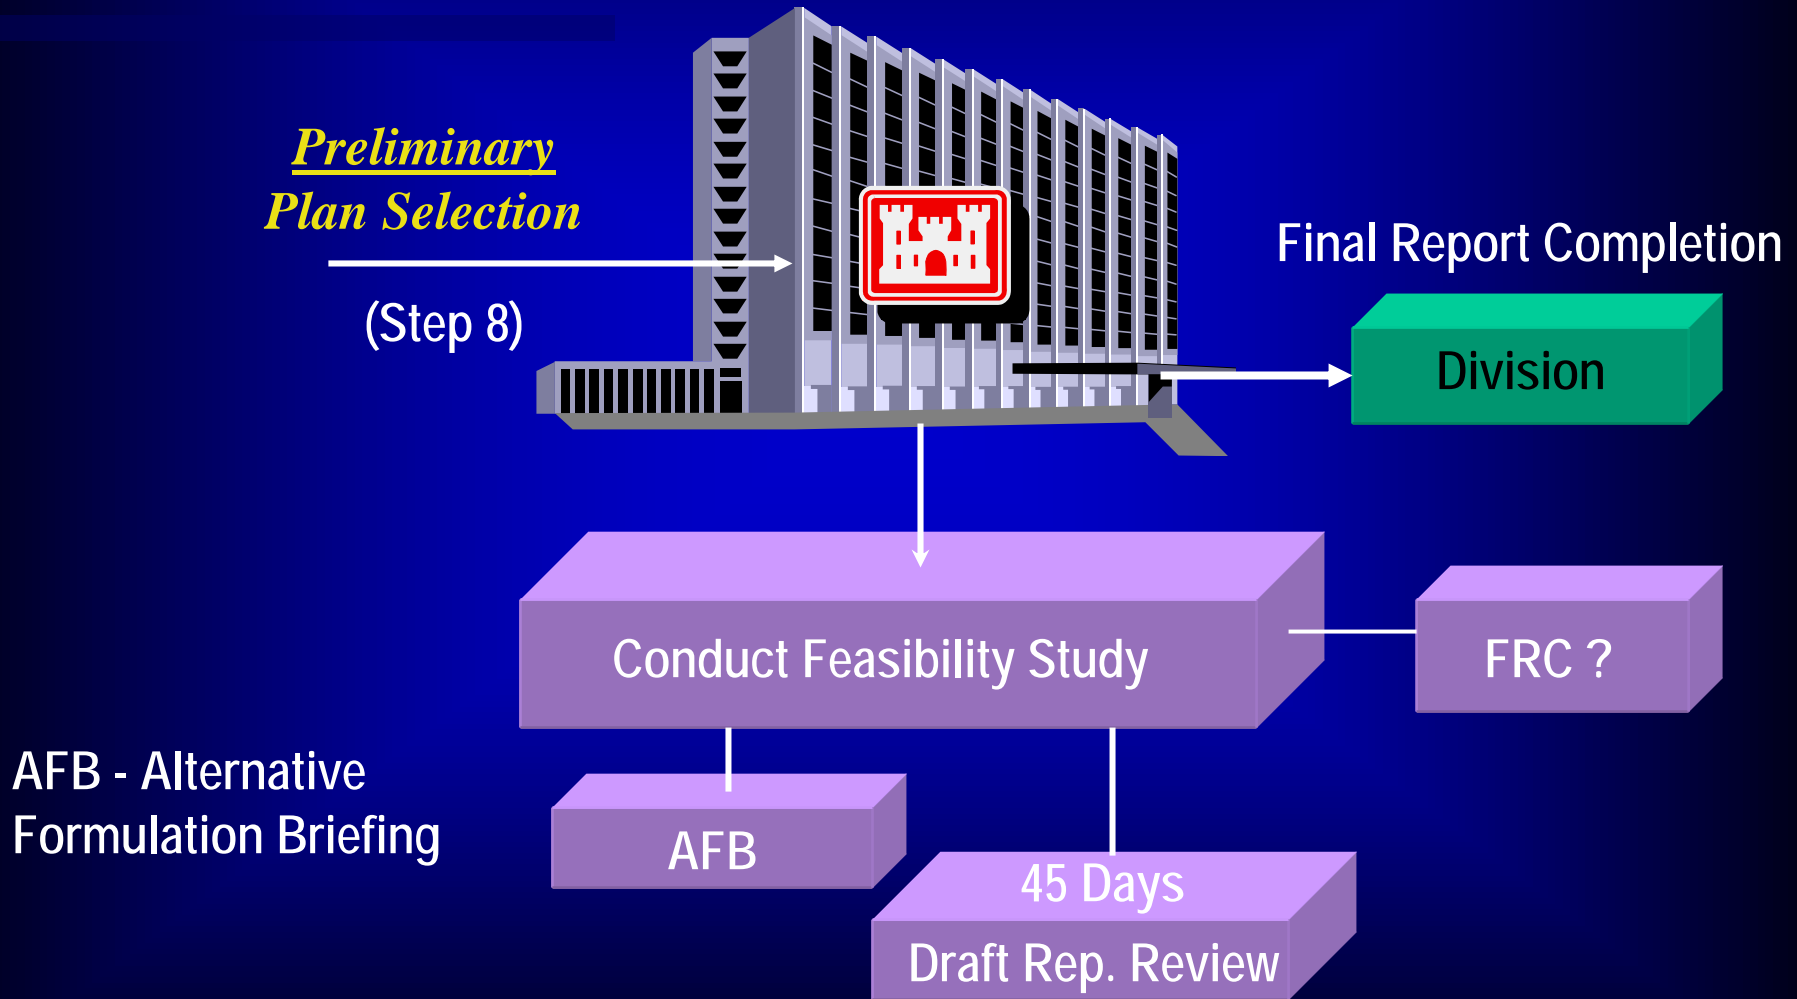 Preliminary
Plan Selection
(Step 8)
Final Report Completion
Division
Conduct Feasibility Study
FRC ?
AFB - Alternative
Formulation Briefing
AFB
45 Days
Draft Rep. Review